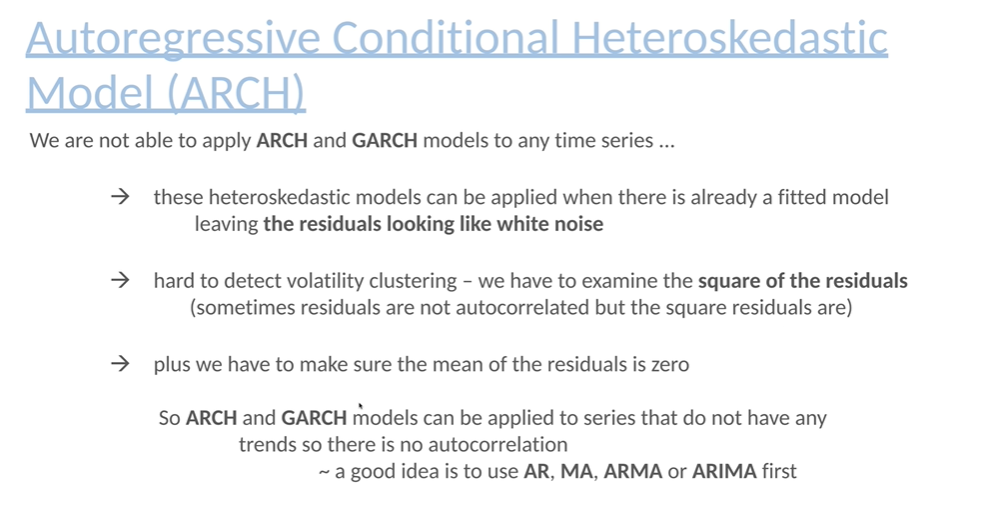 Autoregressive Conditional Heteroskedastic
Model (ARCH)
We are not able to apply ARCH and GARCH models to any time series ...
→ these heteroskedastic models can be applied when there is already a fitted model
leaving the residuals looking like white noise
→ hard to detect volatility clustering – we have to examine the square of the residuals
(sometimes residuals are not autocorrelated but the square residuals are)
→ plus we have to make sure the mean of the residuals is zero
So ARCH and GARCH models can be applied to series that do not have any
trends so there is no autocorrelation
~ a good idea is to use AR, MA, ARMA or ARIMA first